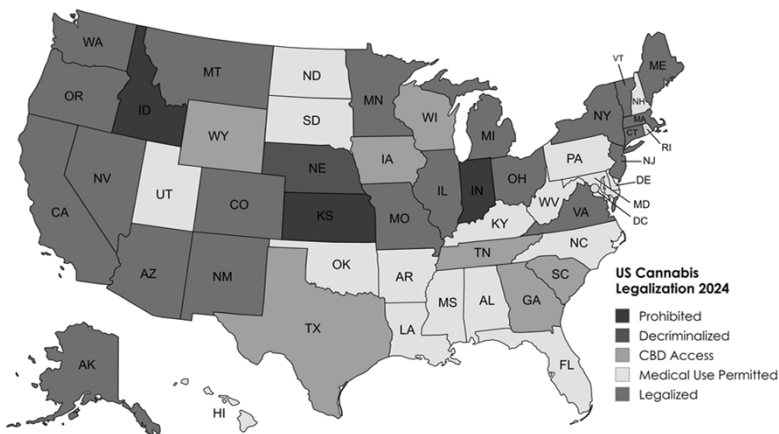 WA
OR
CA
NV
ID
MT
WY
UT
AZ
CO
NM
ND
SD
NE
KS
OK
TX
MN
IA
MO
AR
LA
WI
IL
MI
IN
OH
KY
TN
MS
AL
GA
FL
SC
NC
VA
WV
PA
NY
VT
NH
ME
MA
CT
RI
NJ
DE
MD
DC
AK
HI
US Cannabis
Legalization 2024
Prohibited
Decriminalized
CBD Access
Medical Use Permitted
Legalized